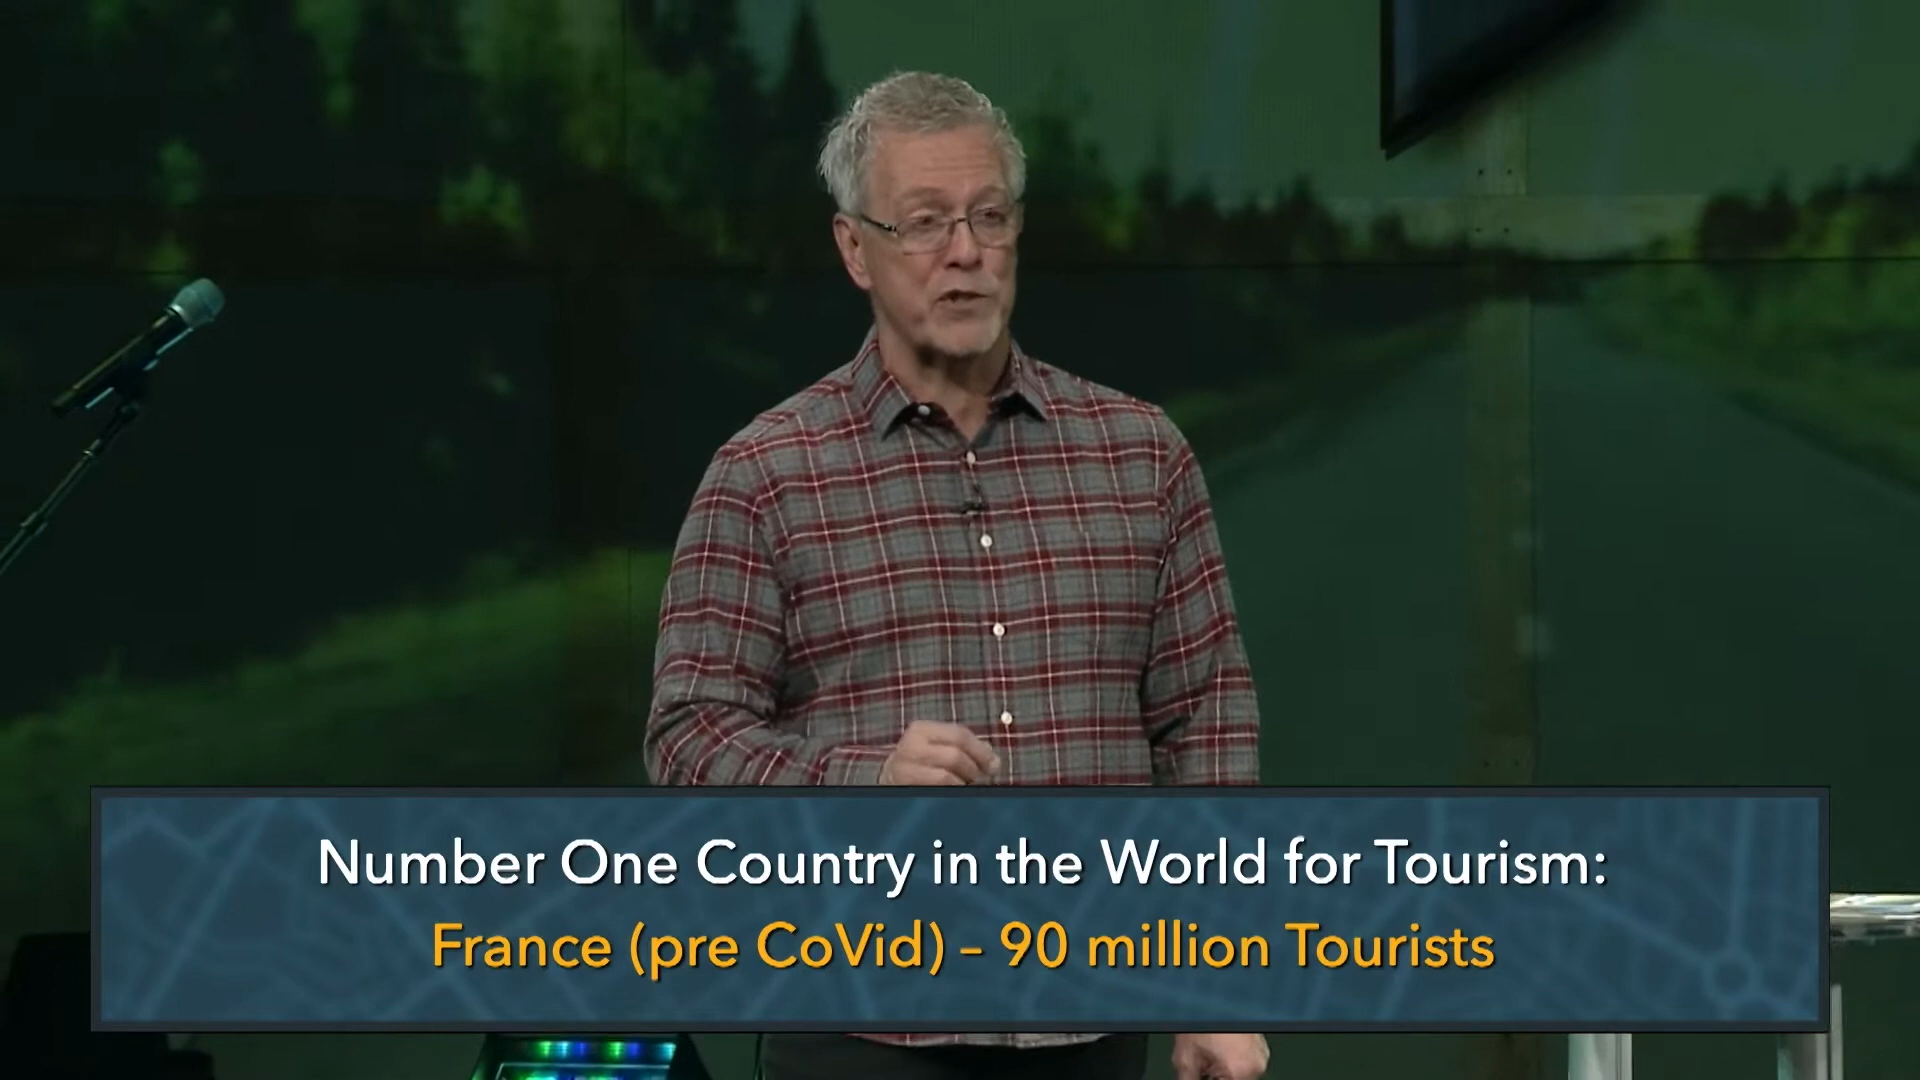 Number One Country in the World for Tourism:
France (pre CoVid) – 90 million Tourists